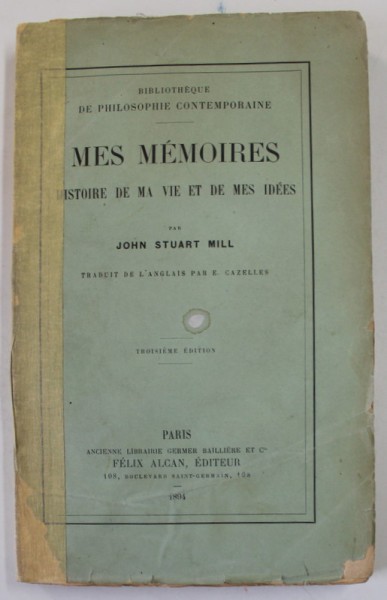 BIBLIOTHÈQUE
DE PHILOSOPHIE CONTEMPORAINE
MES MÉMOIRES
ISTOIRE DE MA VIE ET DE MES IDÉES
PAR
JOHN STUART MILL
TRADUIT DE L'ANGLAIS PAR E. CAZELLES
TROISIÈME ÉDITION
PARIS
ANCIENNE LIBRAIRIE GERMER BAILLIÈRE ET Cie
FÉLIX ALCAN, ÉDITEUR
108, BOULEVARD SAINT-GERMAIN, 108
1894